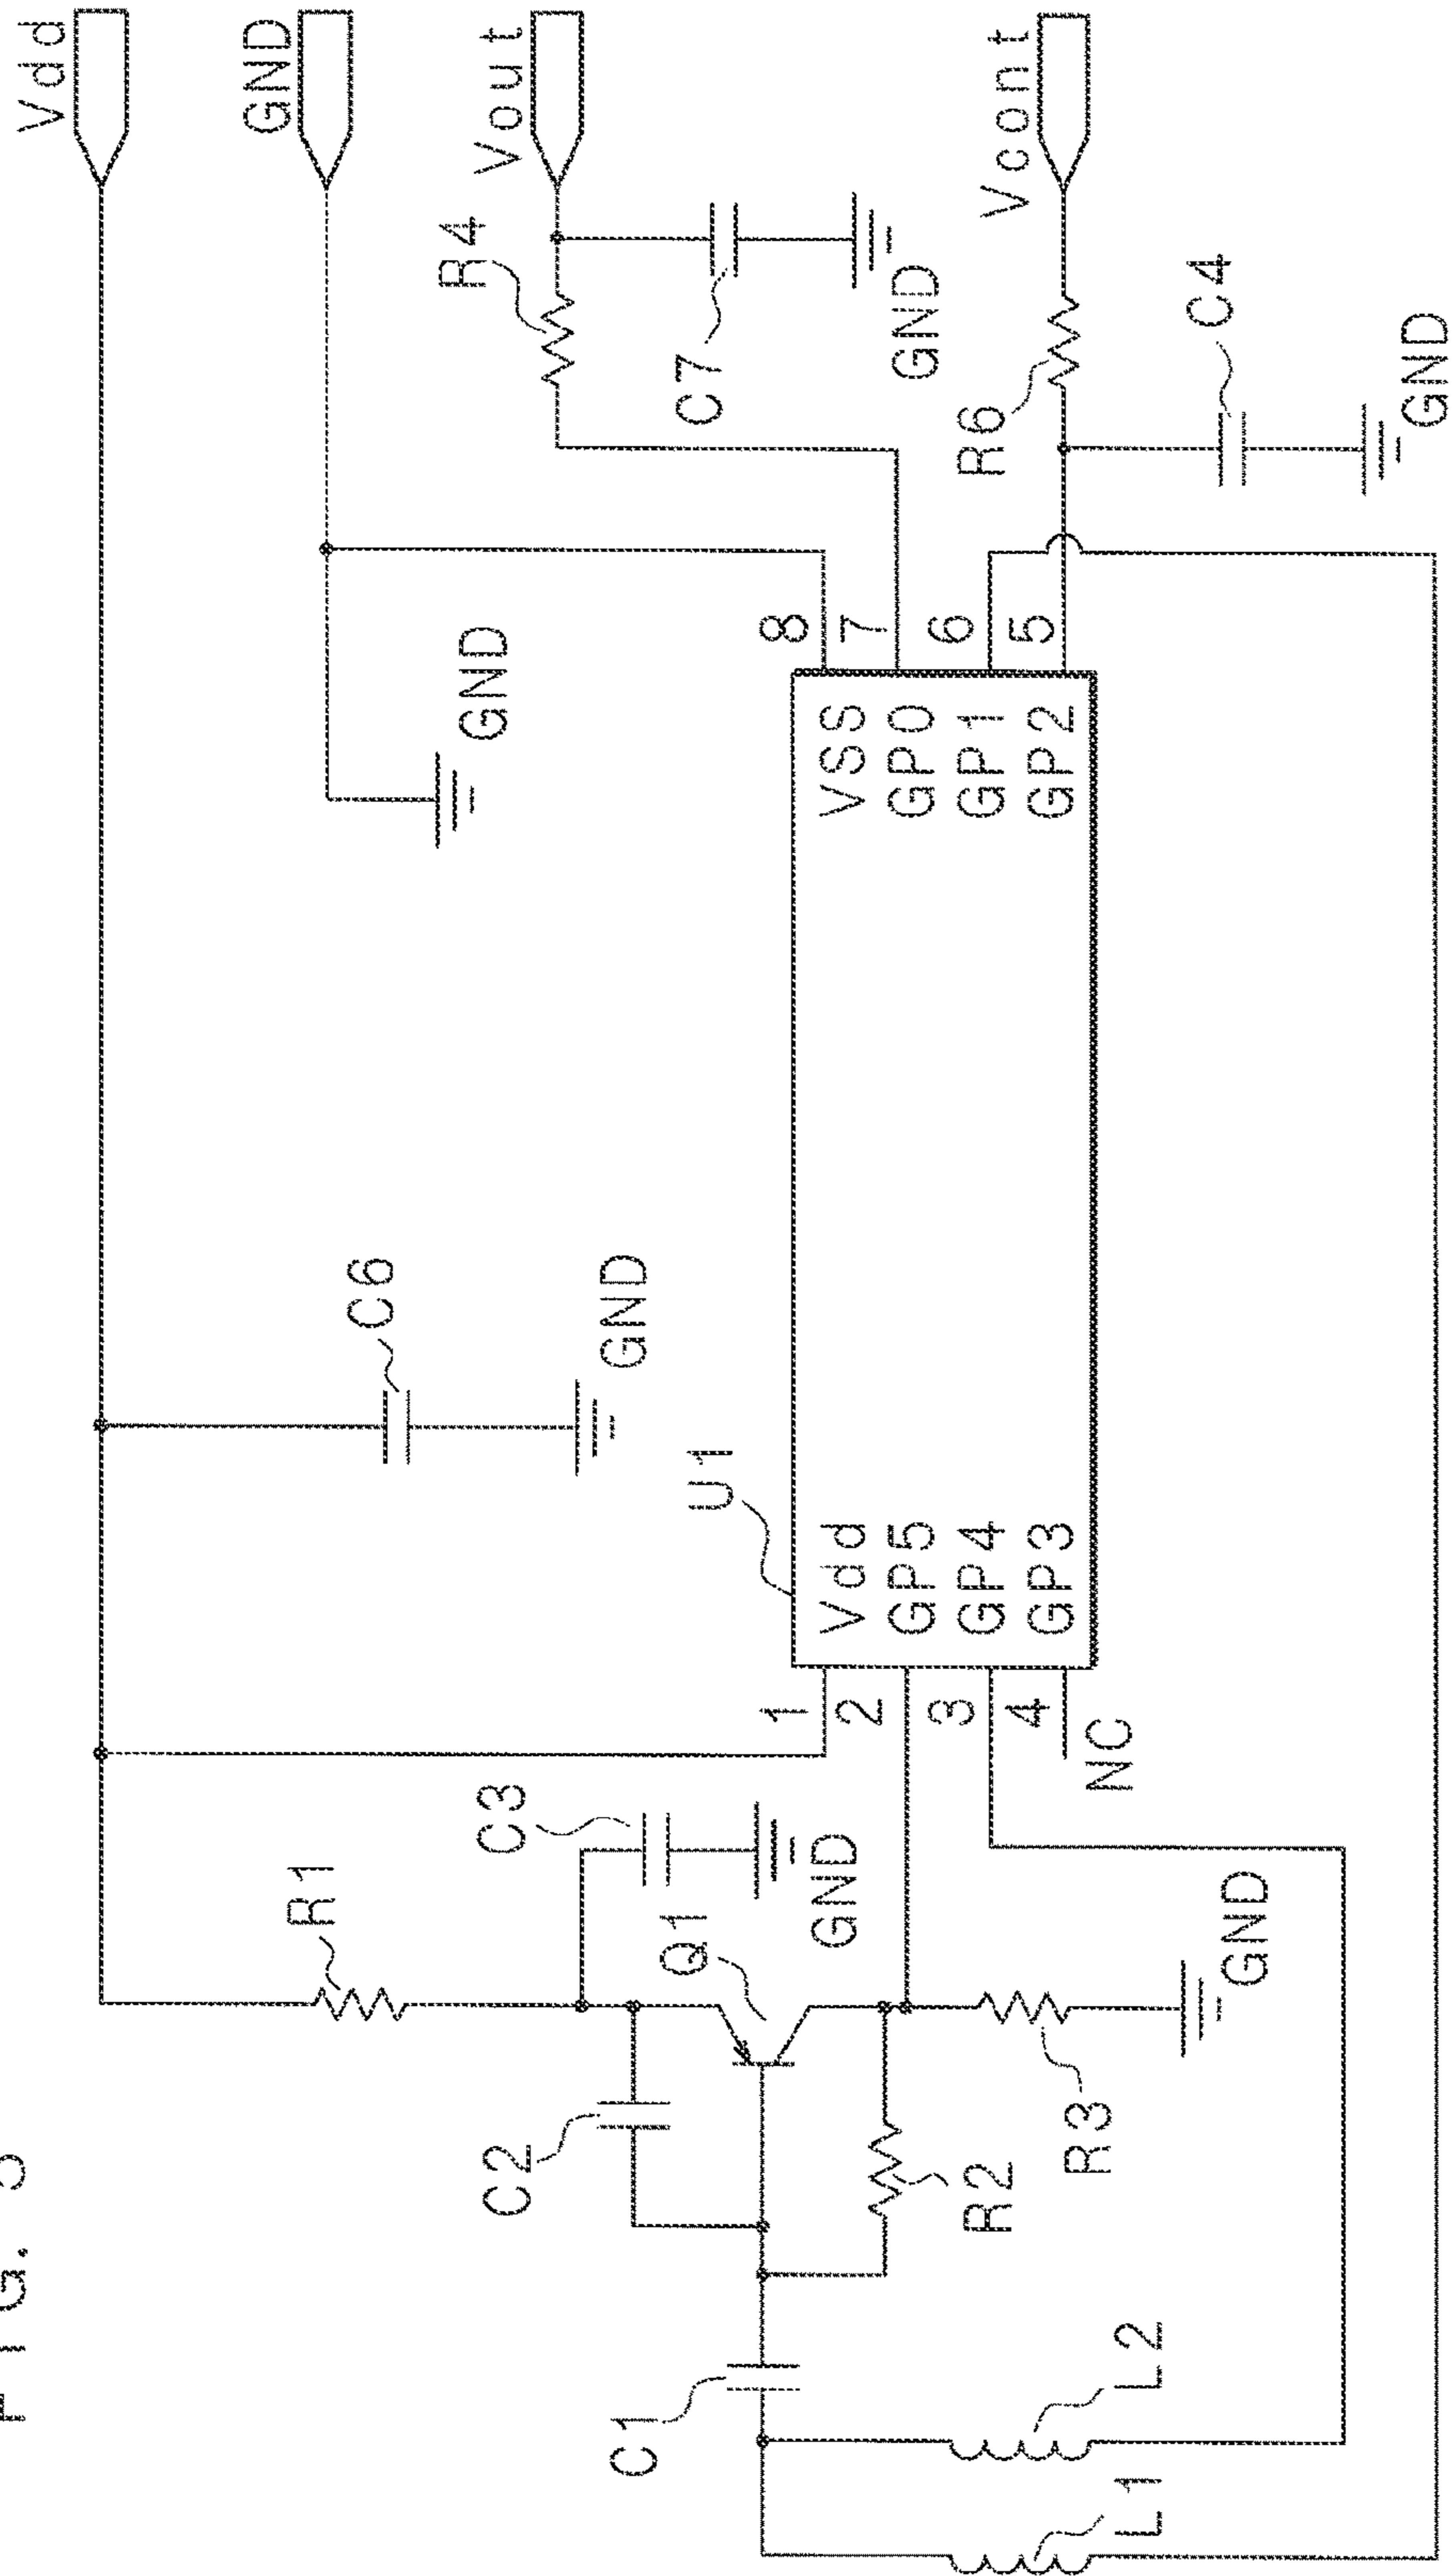 Vdd
GND
Vout
Vcont
R4
C7
GND
R6
C4
GND
GND
C6
GND
U1
Vdd
GP5
GP4
GP3
VSS
GP0
GP1
GP2
1
2
3
4
NC
8
7
6
5
R1
C3
GND
Q1
C2
R2
R3
GND
C1
L2
L1